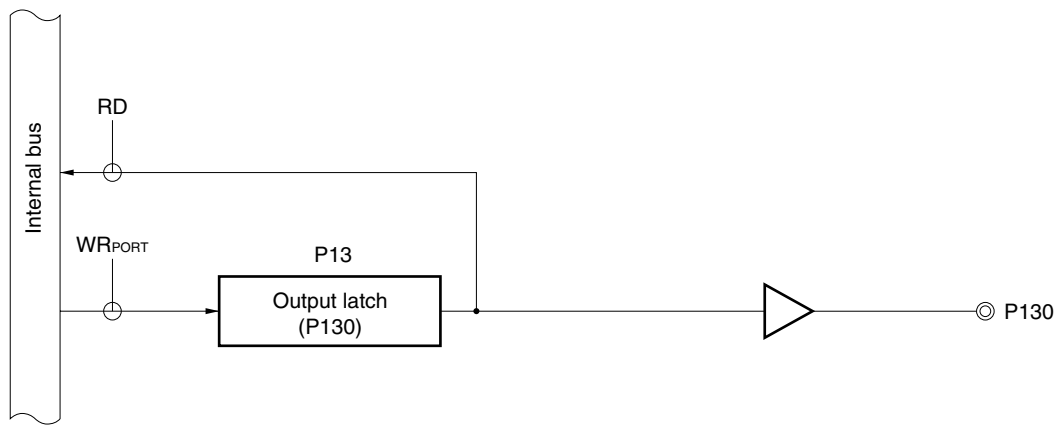 RD
Internal bus
WRPORT
P13
Output latch
(P130)
P130